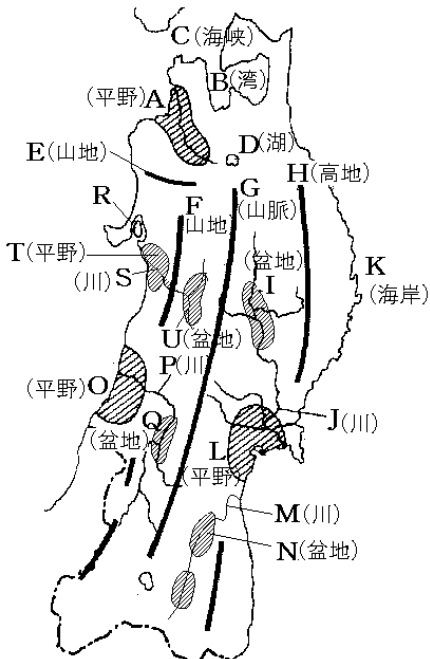 C(海峡)
B(湾)
(平野)A
D(湖)
E(山地)
H(高地)
R
F
G
山地)
(山脈)
T(平野)
(川)S
(盆地)
I
K
(海岸)
U(盆地)
P(川)
(平野)O
Q
(盆地)
L
(平野)
J(川)
M(川)
N(盆地)